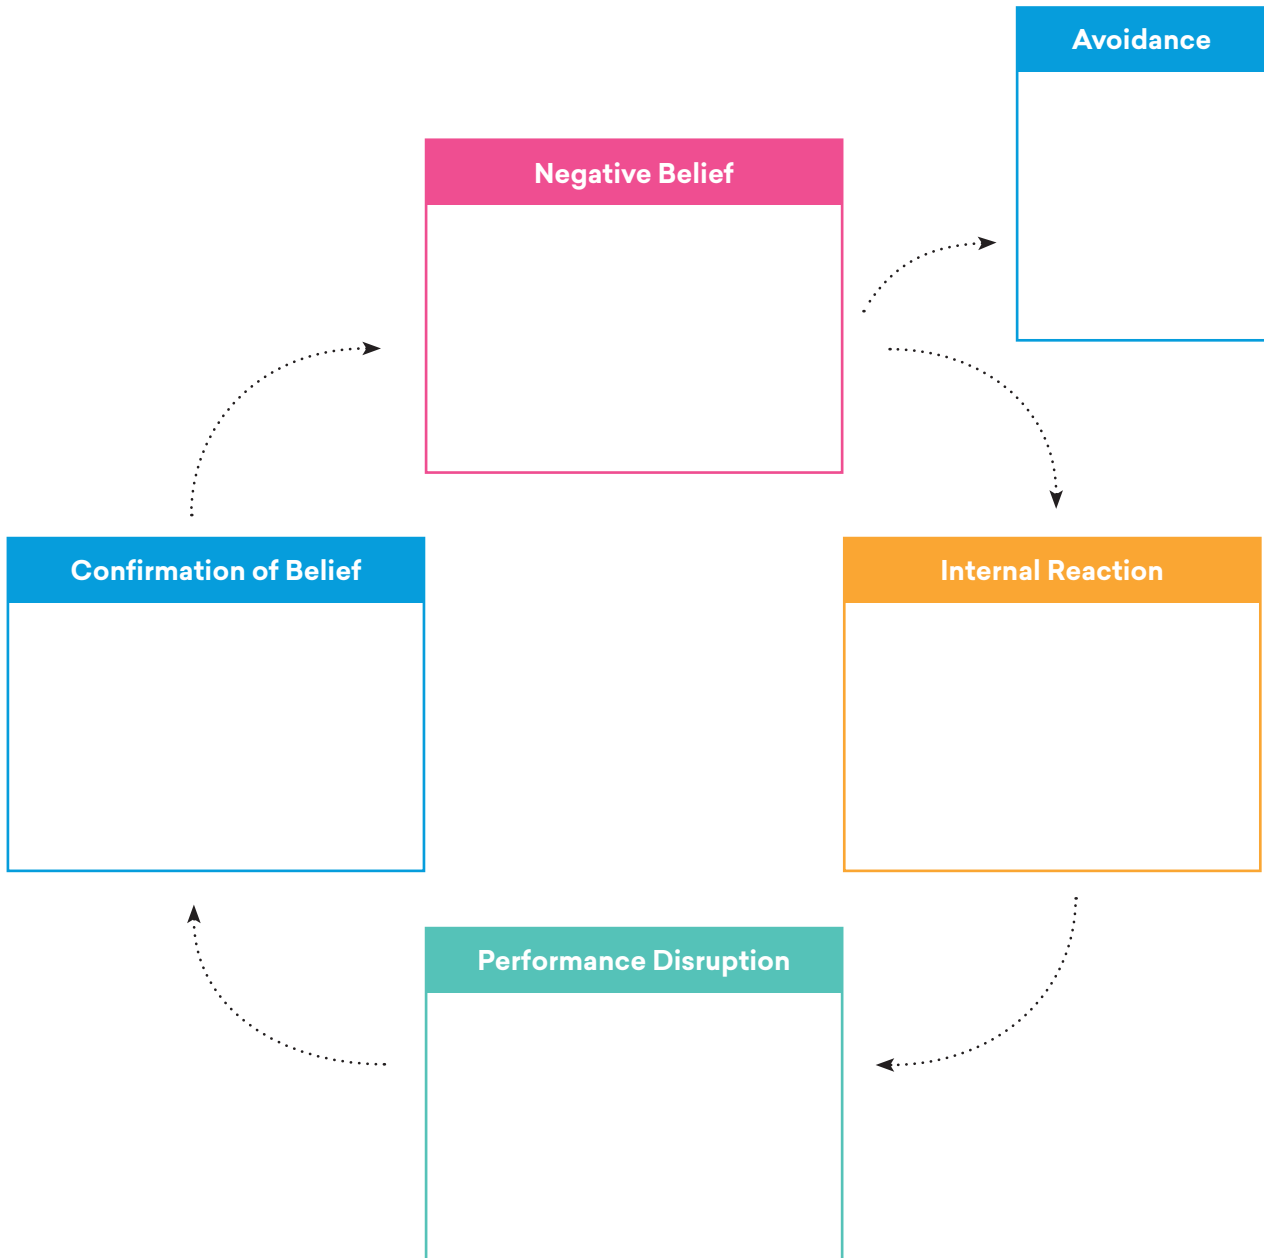 Avoidance
Negative Belief
Confirmation of Belief
Internal Reaction
Performance Disruption